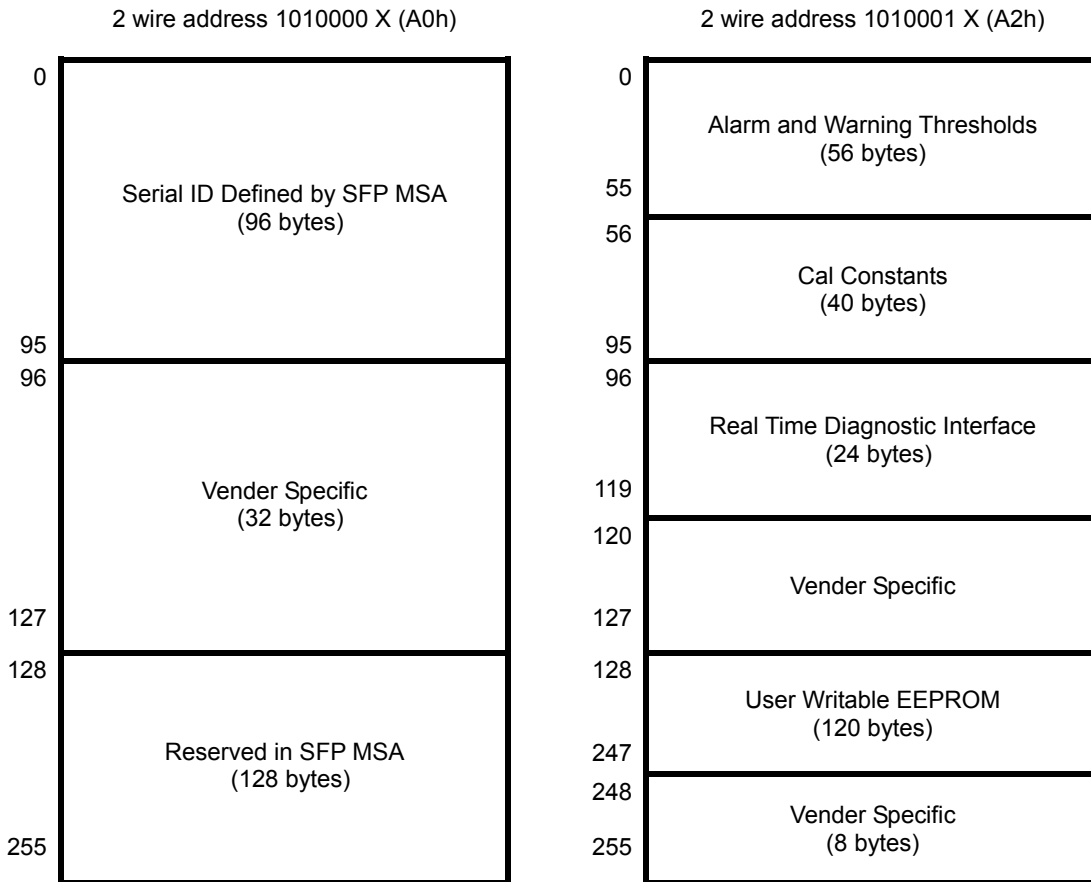 2 wire address 1010000 X (A0h)
0
Serial ID Defined by SFP MSA
(96 bytes)
95
96
Vender Specific
(32 bytes)
127
128
Reserved in SFP MSA
(128 bytes)
255
2 wire address 1010001 X (A2h)
0
Alarm and Warning Thresholds
(56 bytes)
55
56
Cal Constants
(40 bytes)
95
96
Real Time Diagnostic Interface
(24 bytes)
119
120
Vender Specific
127
128
User Writable EEPROM
(120 bytes)
247
248
Vender Specific
(8 bytes)
255